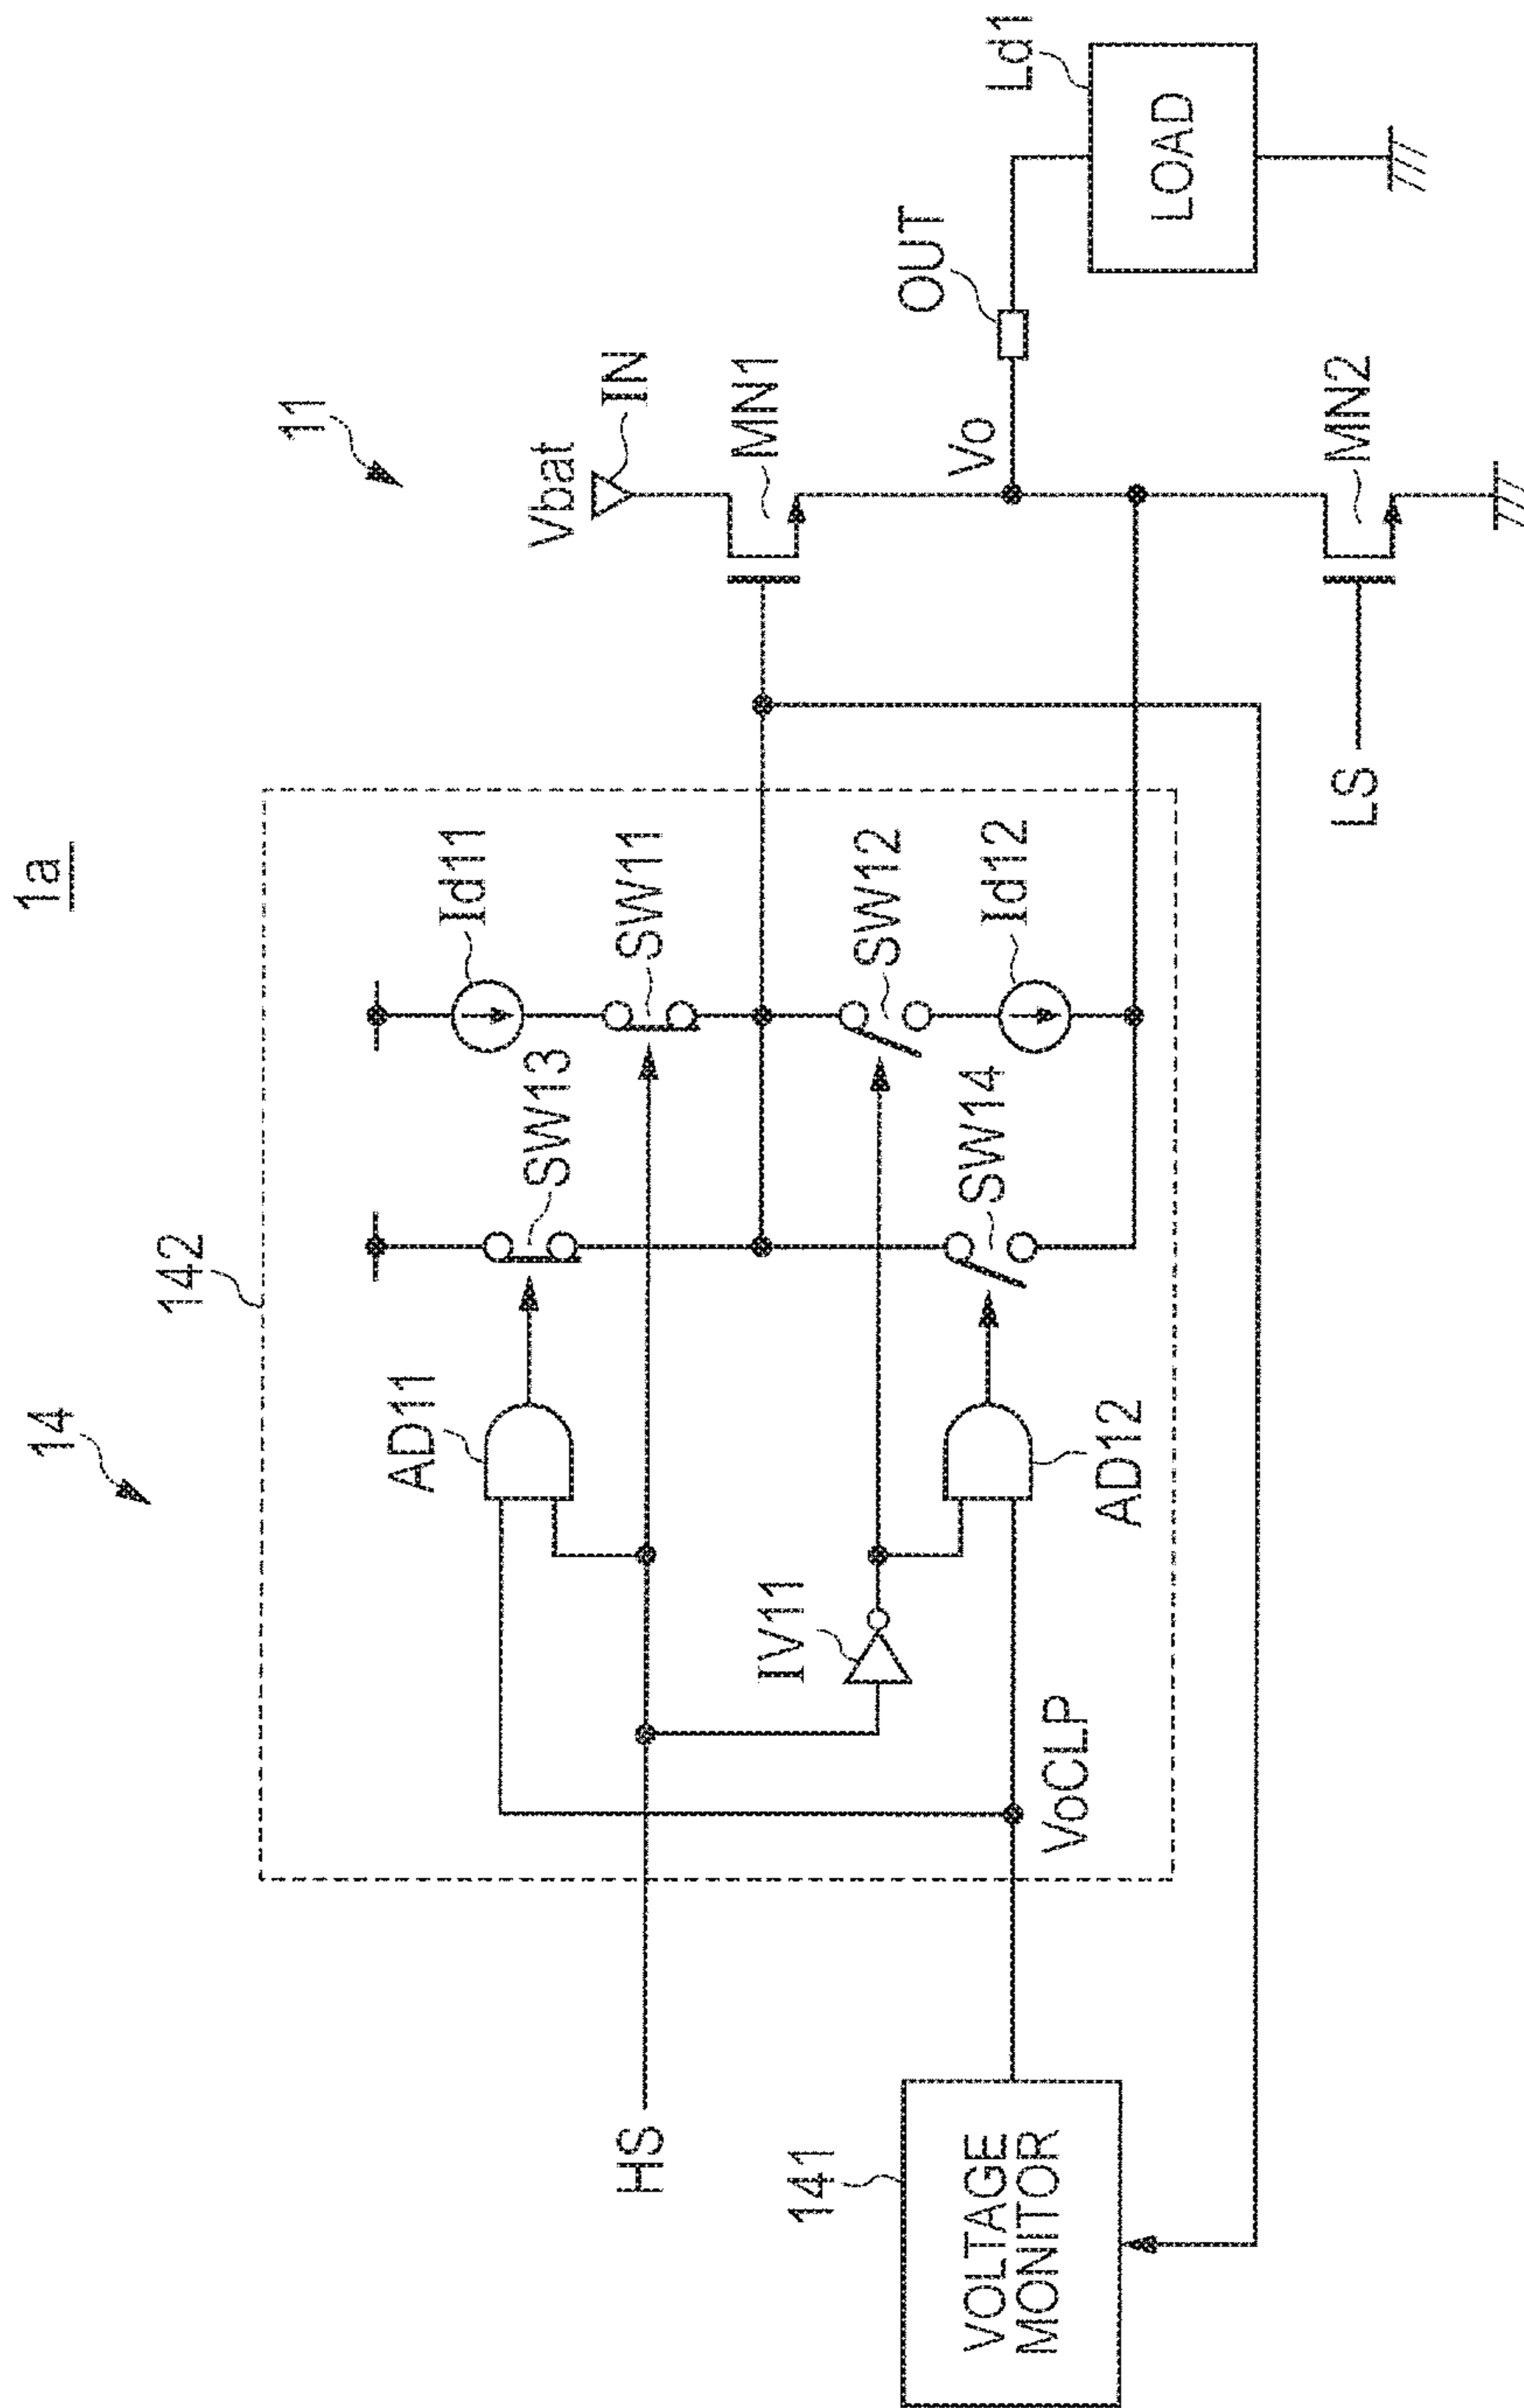 1a
14
142
11
Vbat
IN
Id11
SW13
SW11
AD11
MN1
HS
IV11
SW12
SW14
Id12
AD12
VoCLP
141
VOLTAGE
MONITOR
Vo
OUT
Ld1
LOAD
MN2
LS